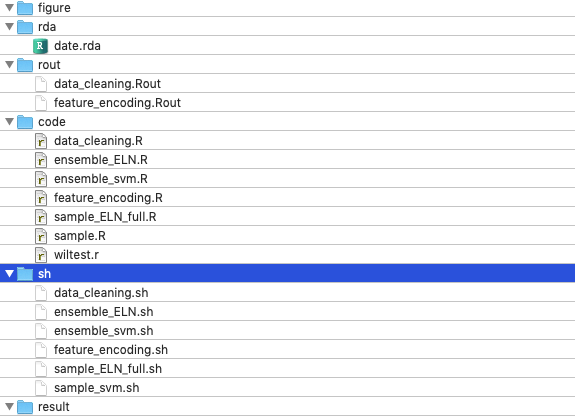 figure
rda
date.rda
rout
data_cleaning.Rout
feature_encoding.Rout
code
data_cleaning.R
ensemble_ELN.R
ensemble_svm.R
feature_encoding.R
sample_ELN_full.R
sample.R
wiltest.r
sh
data_cleaning.sh
ensemble_ELN.sh
ensemble_svm.sh
feature_encoding.sh
sample_ELN_full.sh
sample_svm.sh
result